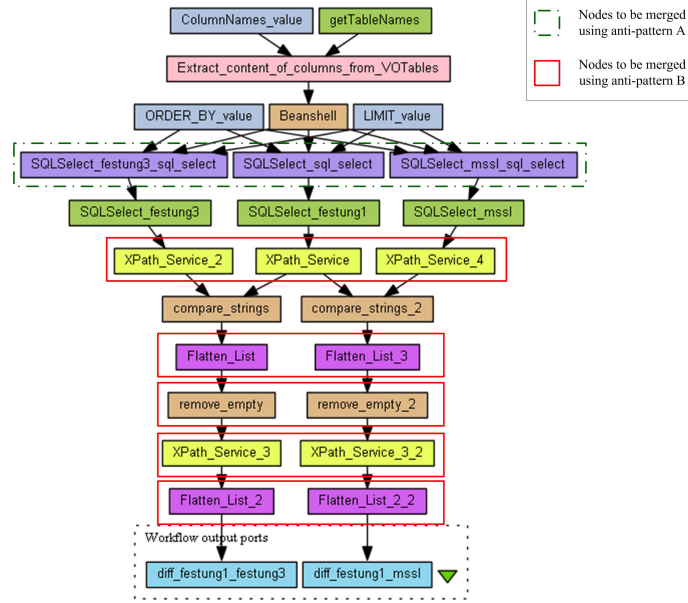 ColumnNames_value getTableNames
Nodes to be merged
using anti-pattern A
Extract_content_of_columns_from_VOTables
Nodes to be merged
using anti-pattern B
ORDER_BY_value Beanshell LIMIT_value
SQLSelect_festung3_sql_select SQLSelect_sql_select SQLSelect_mssl_sql_select
SQLSelect_festung3 SQLSelect_festung1 SQLSelect_mssl
XPath_Service_2 XPath_Service XPath_Service_4
compare_strings compare_strings_2
Flatten_List Flatten_List_3
remove_empty remove_empty_2
XPath_Service_3 XPath_Service_3_2
Flatten_List_2 Flatten_List_2_2
Workflow output ports
diff_festung1_festung3 diff_festung1_mssl